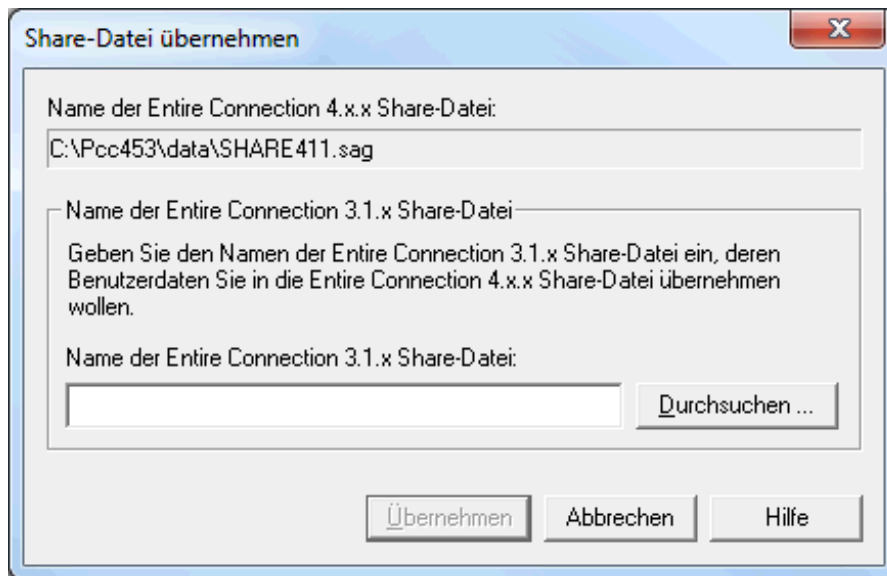 Share-Datei übernehmen
Name der Entire Connection 4.x.x Share-Datei:
C:\Pcc453\data\SHARE411.sag
Name der Entire Connection 3.1.x Share-Datei
Geben Sie den Namen der Entire Connection 3.1.x Share-Datei ein, deren
Benutzerdaten Sie in die Entire Connection 4.x.x Share-Datei übernehmen
wollen.
Name der Entire Connection 3.1.x Share-Datei:
Durchsuchen ...
Übernehmen Abbrechen Hilfe